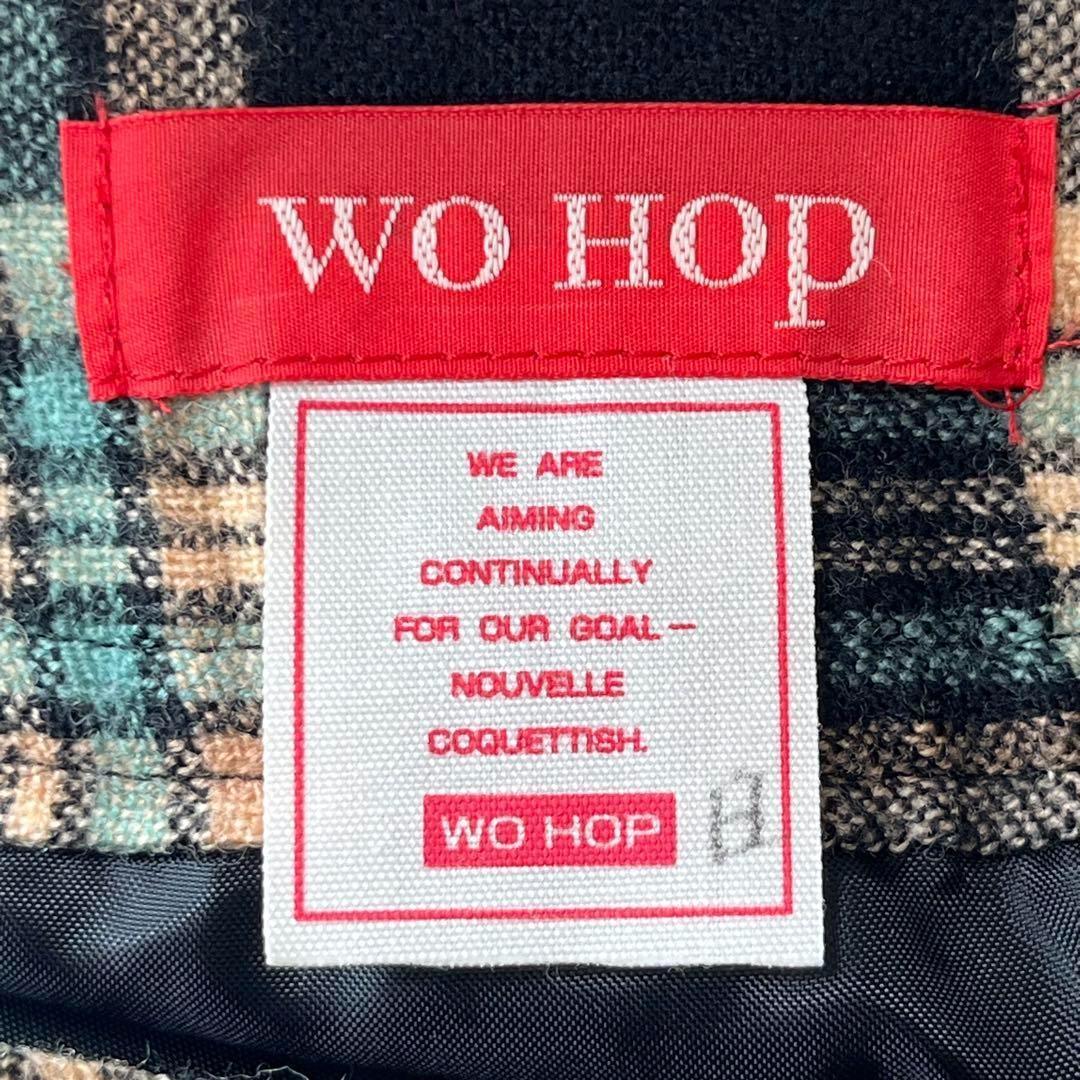 WO HOP
WE ARE
AIMING
CONTINUALLY
FOR OUR GOAL—
NOUVELLE
COQUETTISH.
WO HOP H